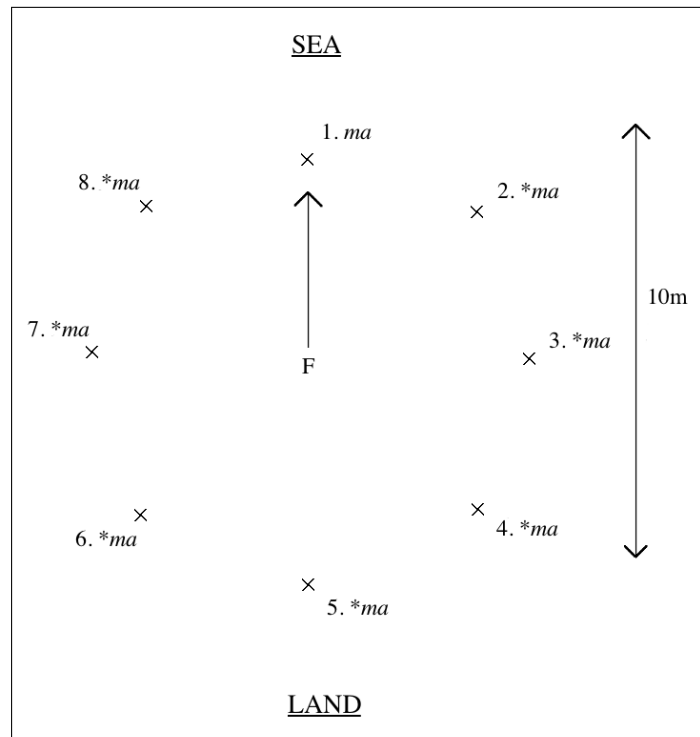 SEA
1. ma
8. *ma
2. *ma
10m
7. *ma
3. *ma
F
4. *ma
6. *ma
5. *ma
LAND